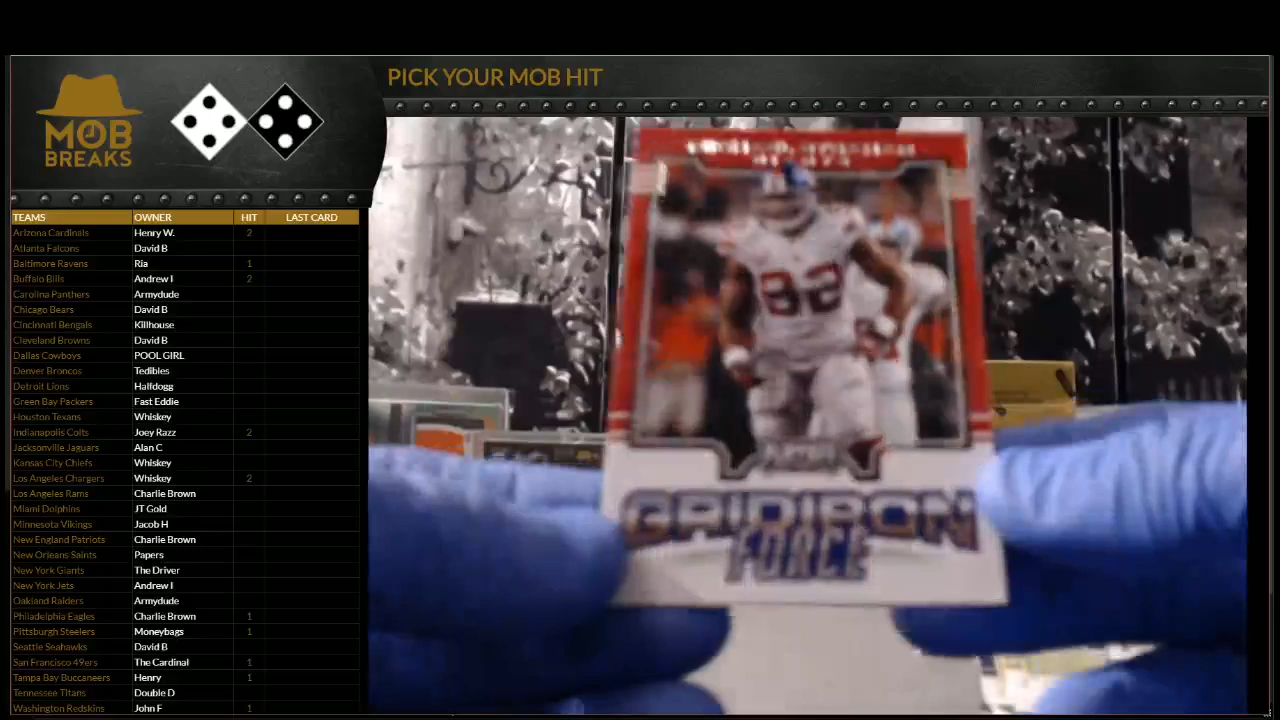 PICK YOUR MOB HIT
MOB
BREAKS
TEAMS OWNER HIT LAST CARD
Arizona Cardinals Henry W. 2
Atlanta Falcons David B
Baltimore Ravens Ria 1
Buffalo Bills Andrew I 2
Carolina Panthers Armydude
Chicago Bears David B
Cincinnati Bengals Killhouse
Cleveland Browns David B
Dallas Cowboys POOL GIRL
Denver Broncos Tedibles
Detroit Lions Halfdogg
Green Bay Packers Fast Eddie
Houston Texans Whiskey
Indianapolis Colts Joey Razz 2
Jacksonville Jaguars Alan C
Kansas City Chiefs Whiskey
Los Angeles Chargers Whiskey 2
Los Angeles Rams Charlie Brown
Miami Dolphins JT Gold
Minnesota Vikings Jacob H
New England Patriots Charlie Brown
New Orleans Saints Papers
New York Giants The Driver
New York Jets Andrew I
Oakland Raiders Armydude
Philadelphia Eagles Charlie Brown 1
Pittsburgh Steelers Moneybags 1
Seattle Seahawks David B
San Francisco 49ers The Cardinal 1
Tampa Bay Buccaneers Henry 1
Tennessee Titans Double D
Washington Redskins John F 1
82
GRIDIRON
FORCE